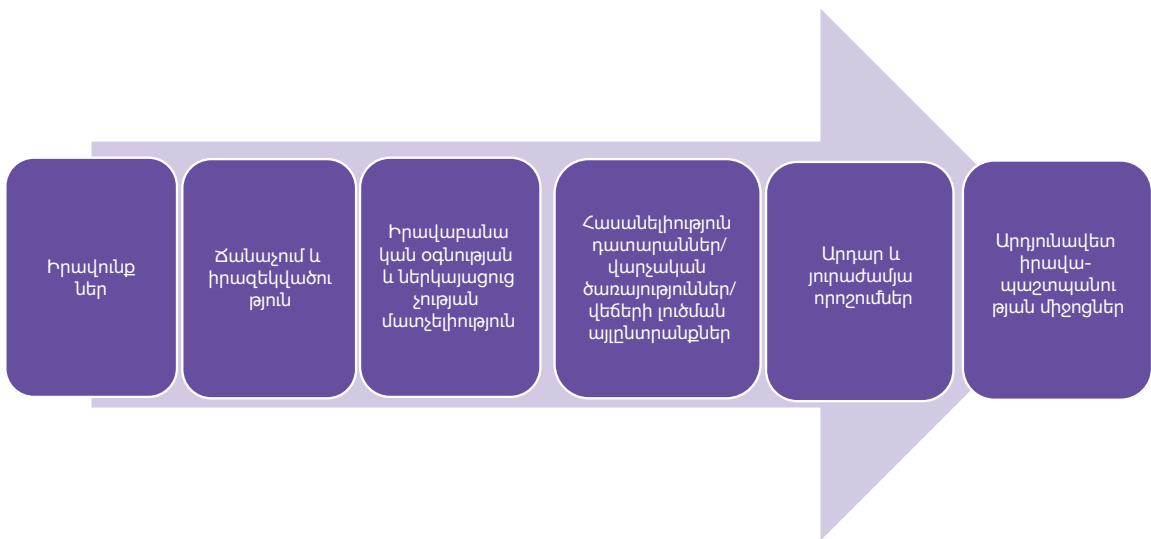 Իրավունք
ներ
Ճանաչում և
իրազեկվածու
թյուն
Իրավաբանա
կան օգնության
և ներկայացուց
չության
մատչելիություն
Հասանելիություն
դատարաններ/
վարչական
ծառայություններ/
վեճերի լուծման
այլընտրանքներ
Արդար և
յուրաժամյա
որոշումներ
Արդյունավետ
իրավա-
պաշտպանու
թյան միջոցներ